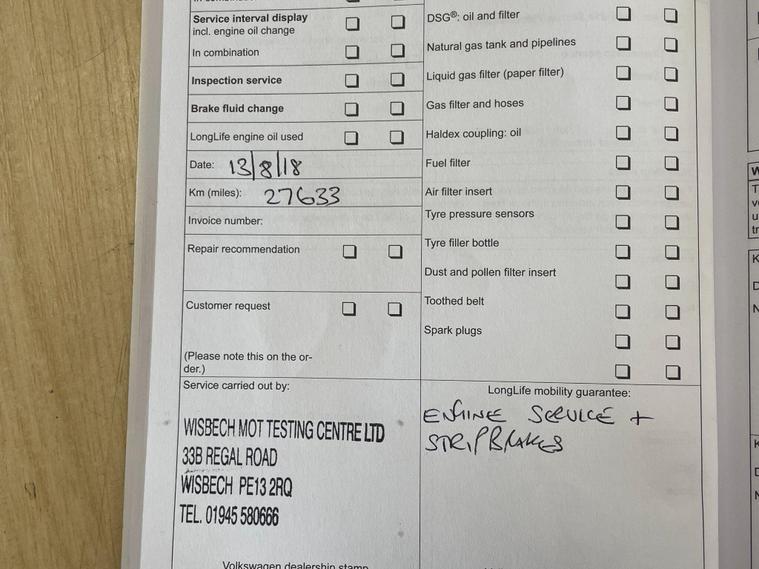 Service interval display
incl. engine oil change
In combination
Inspection service
Brake fluid change
LongLife engine oil used
Date: 13/8/18
Km (miles): 27633
Invoice number:
Repair recommendation
Customer request
(Please note this on the or-
der.)
Service carried out by:
WISBECH MOT TESTING CENTRE LTD
33B REGAL ROAD
WISBECH PE13 2RQ
TEL. 01945 580666
Volkswagen dealership stamp
DSG®: oil and filter
Natural gas tank and pipelines
Liquid gas filter (paper filter)
Gas filter and hoses
Haldex coupling: oil
Fuel filter
Air filter insert
Tyre pressure sensors
Tyre filler bottle
Dust and pollen filter insert
Toothed belt
Spark plugs
LongLife mobility guarantee:
ENGINE SERVICE +
STRIP BRAKES